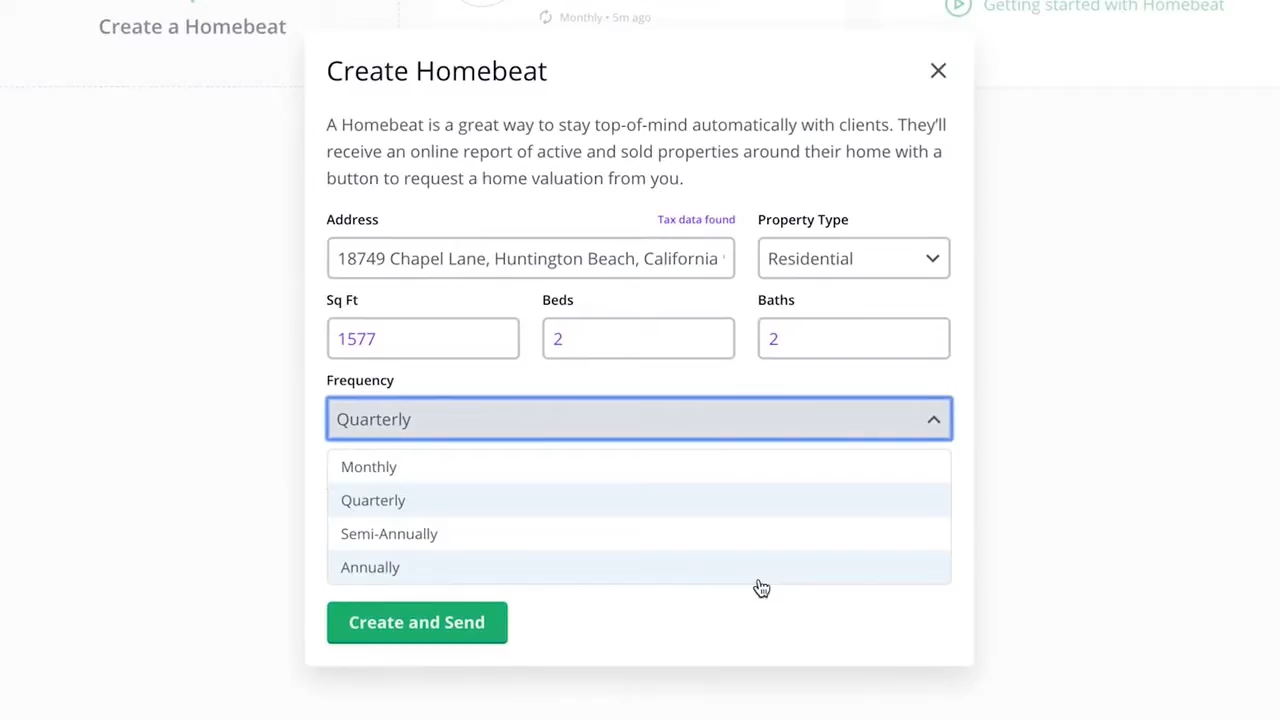 Create a Homebeat
Monthly • 5m ago
Getting started with Homebeat
Create Homebeat
A Homebeat is a great way to stay top-of-mind automatically with clients. They'll
receive an online report of active and sold properties around their home with a
button to request a home valuation from you.
Address
Tax data found
Property Type
18749 Chapel Lane, Huntington Beach, California
Residential
Sq Ft
Beds
Baths
1577
2
2
Frequency
Quarterly
Monthly
Quarterly
Semi-Annually
Annually
Create and Send